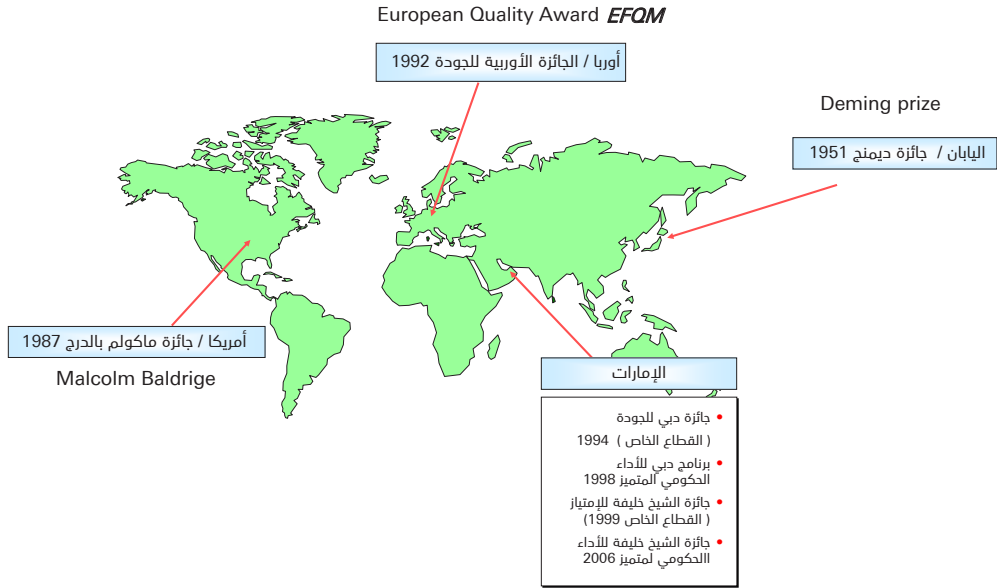 European Quality Award EFQM
أوربا / الجائزة الأوربية للجودة 1992
Deming prize
اليابان / جائزة ديمنج 1951
أمريكا / جائزة ماكولم بالدرج 1987
Malcolm Baldrige
الإمارات
• جائزة دبي للجودة
( القطاع الخاص ) 1994
• برنامج دبي للأداء
الحكومي المتميز 1998
• جائزة الشيخ خليفة للإمتياز
( القطاع الخاص 1999)
• جائزة الشيخ خليفة للأداء
االحكومي لمتميز 2006